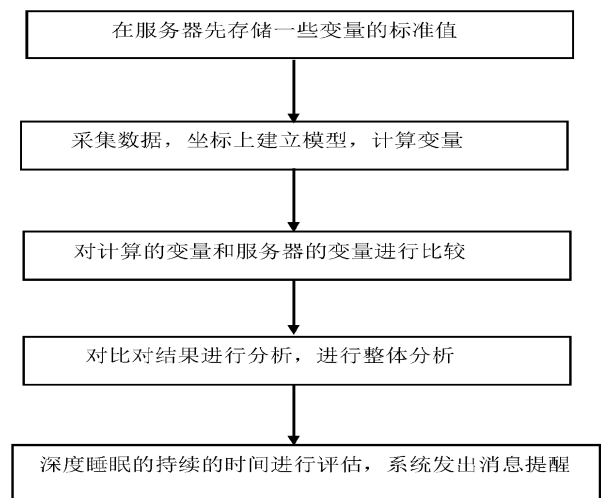 在服务器先存储一些变量的标准值
采集数据，坐标上建立模型，计算变量
对计算的变量和服务器的变量进行比较
对比对结果进行分析，进行整体分析
深度睡眠的持续的时间进行评估，系统发出消息提醒